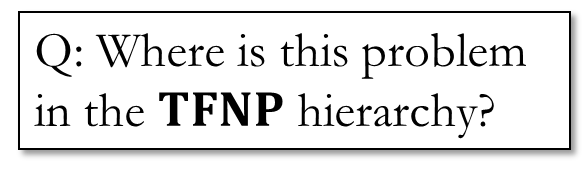 Q: Where is this problem
in the TFNP hierarchy?